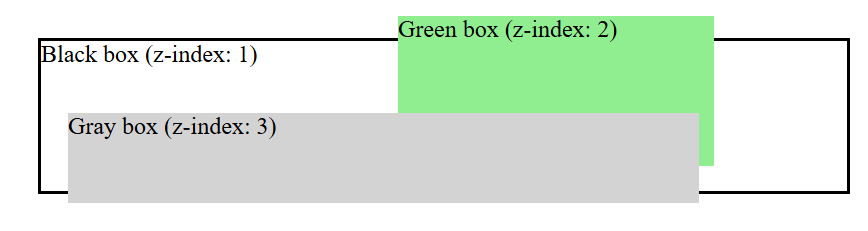 Green box (z-index: 2)
Black box (z-index: 1)
Gray box (z-index: 3)